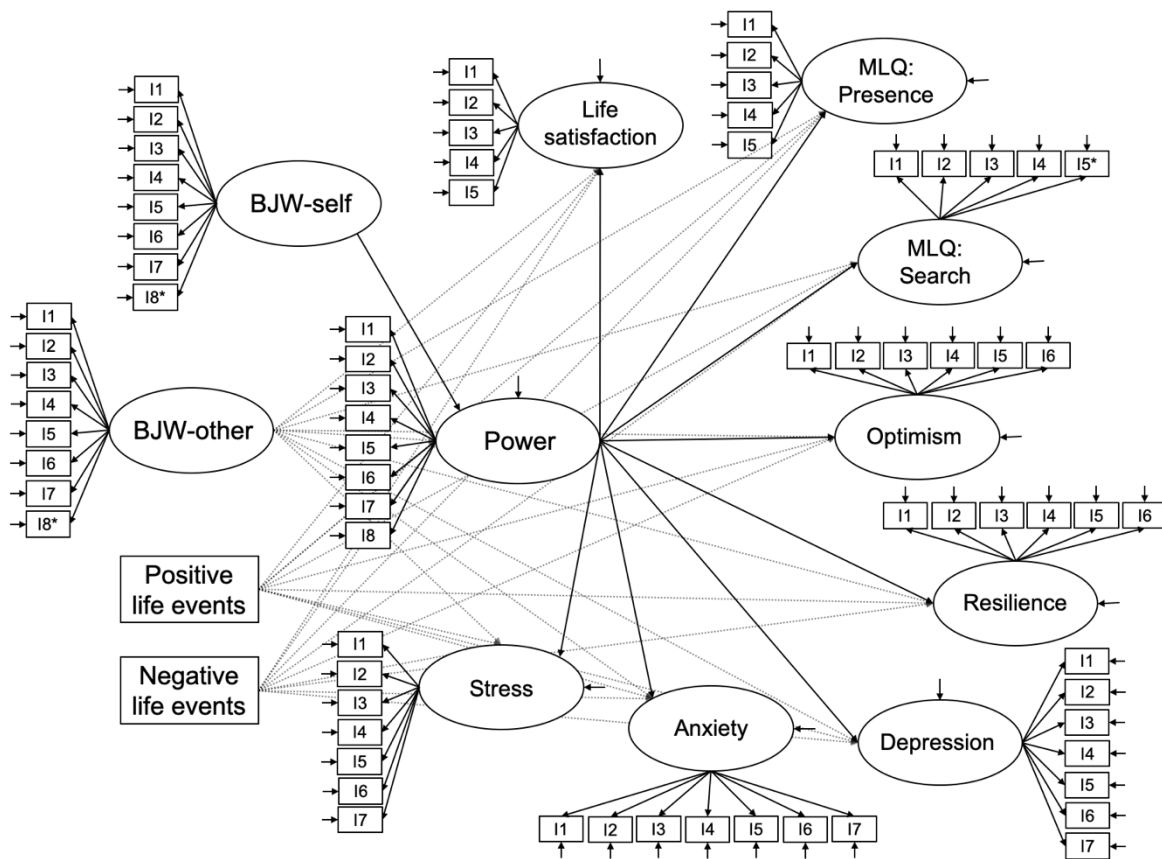 I1
I2
I3
I4
I5
MLQ:
Presence
I1
I2
I3
I4
I5
Life
satisfaction
I1
I2
I3
I4
I5
I6
I7
I8*
BJW-self
I1
I2
I3
I4
I5*
MLQ:
Search
I1
I2
I3
I4
I5
I6
I7
I8*
BJW-other
I1
I2
I3
I4
I5
I6
I7
I8
Power
I1
I2
I3
I4
I5
I6
Optimism
I1
I2
I3
I4
I5
I6
Resilience
Positive
life events
Negative
life events
I1
I2
I3
I4
I5
I6
I7
Stress
Anxiety
I1
I2
I3
I4
I5
I6
I7
Depression
I1
I2
I3
I4
I5
I6
I7